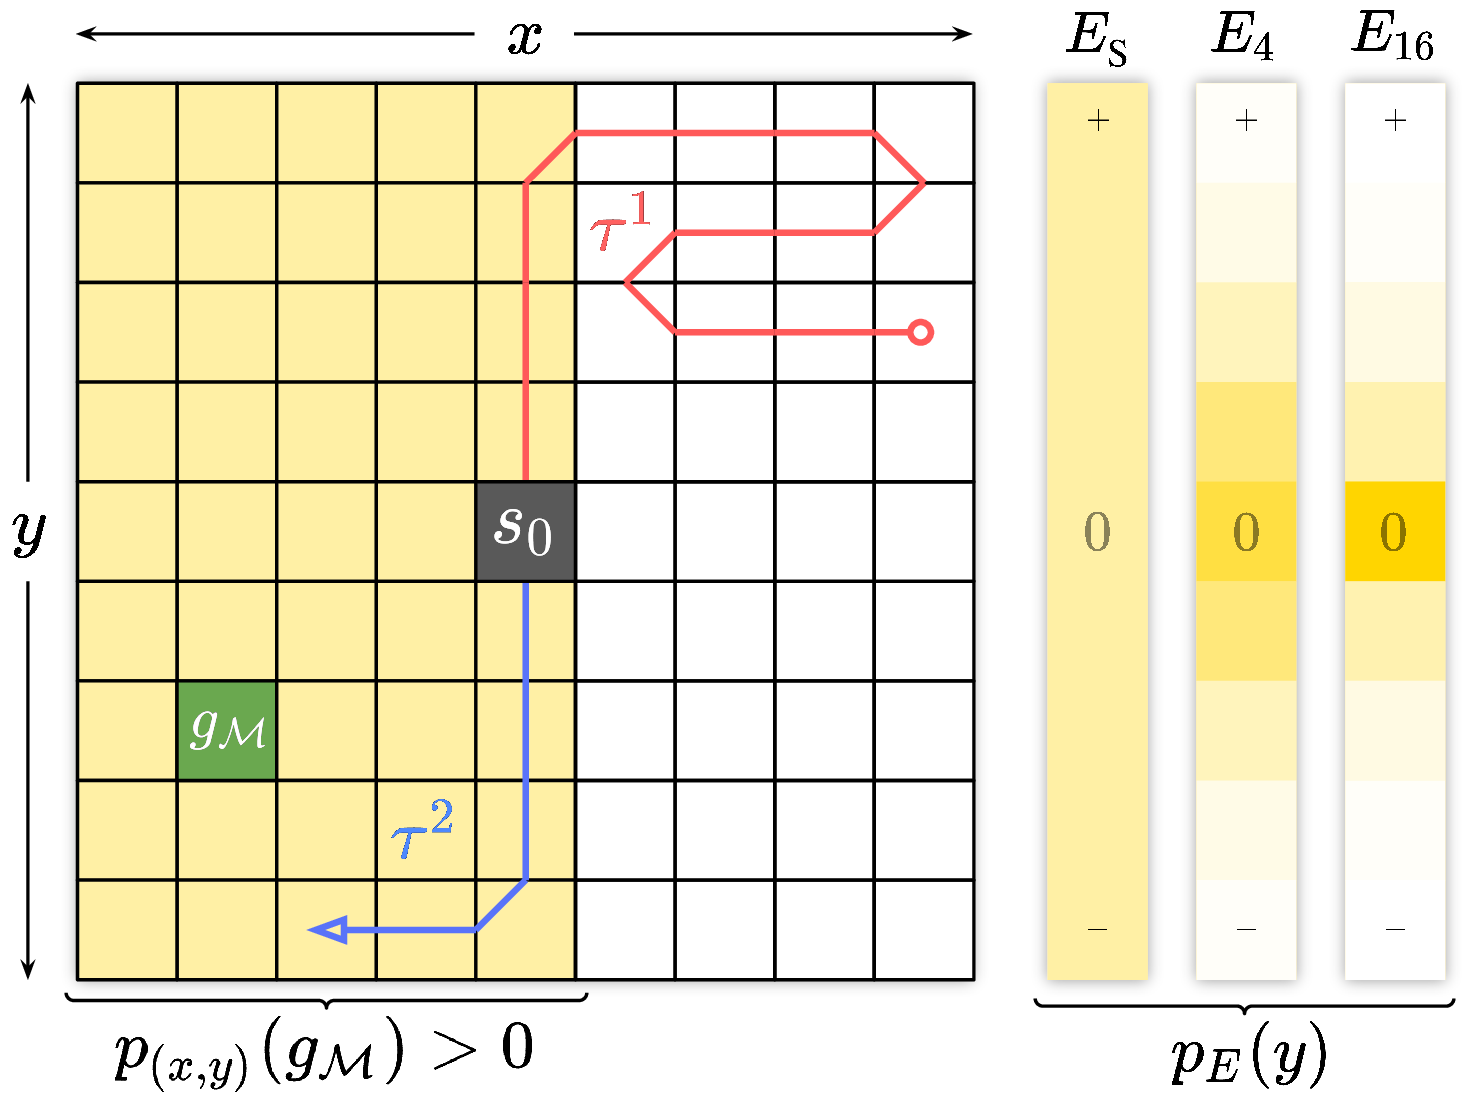 x
E_S E_4 E_16
+ + +
τ^1
y
s_0
0 0 0
g_ℳ
τ^2
− − −
p_(x,y)(g_ℳ) > 0
p_E(y)